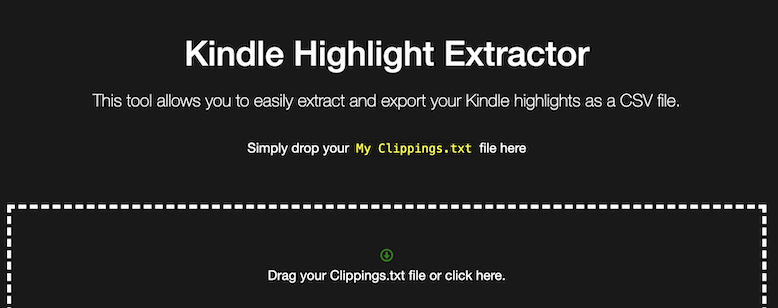 Kindle Highlight Extractor
This tool allows you to easily extract and export your Kindle highlights as a CSV file.
Simply drop your My Clippings.txt file here
Drag your Clippings.txt file or click here.